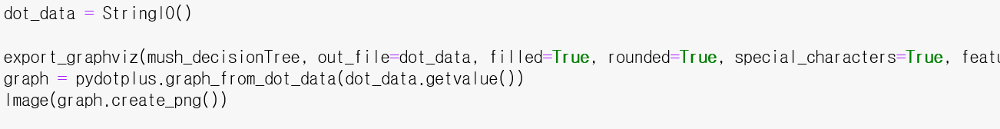 dot_data = StringIO()
export_graphviz(mush_decisionTree, out_file=dot_data, filled=True, rounded=True, special_characters=True, featu
graph = pydotplus.graph_from_dot_data(dot_data.getvalue())
Image(graph.create_png())